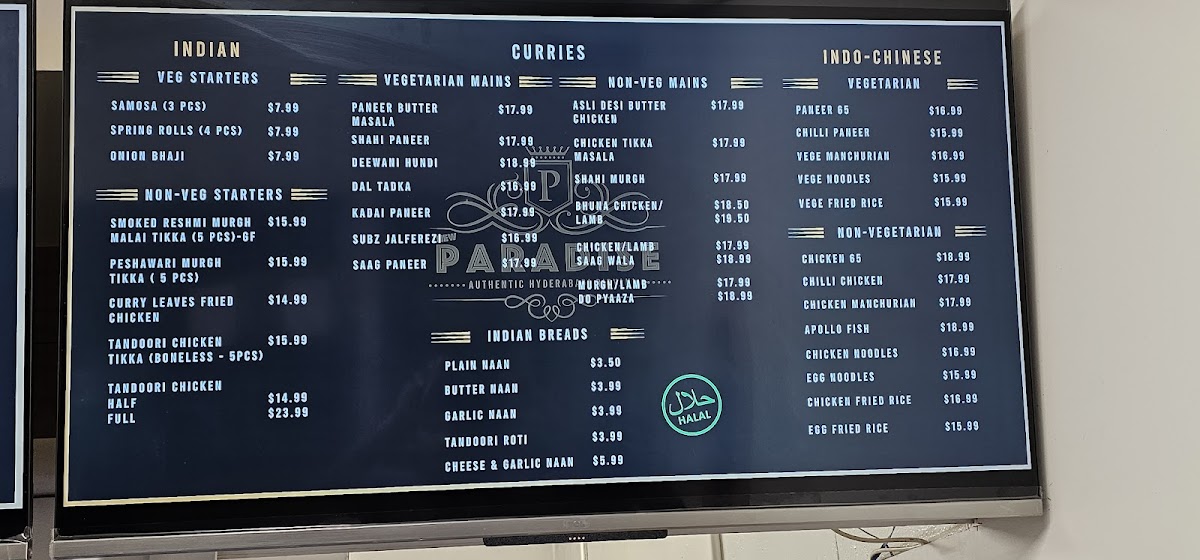 INDIAN
VEG STARTERS
SAMOSA (3 PCS) $7.99
SPRING ROLLS (4 PCS) $7.99
ONION BHAJI $7.99
NON-VEG STARTERS
SMOKED RESHMI MURGH $15.99
MALAI TIKKA (5 PCS)-GF
PESHAWARI MURGH $15.99
TIKKA ( 5 PCS)
CURRY LEAVES FRIED $14.99
CHICKEN
TANDOORI CHICKEN $15.99
TIKKA (BONELESS - 5PCS)
TANDOORI CHICKEN
HALF $14.99
FULL $23.99
CURRIES
VEGETARIAN MAINS
PANEER BUTTER $17.99
MASALA
SHAHI PANEER $17.99
DEEWANI HUNDI $18.99
DAL TADKA $16.99
KADAI PANEER $17.99
SUBZ JALFEREZI $16.99
SAAG PANEER $17.99
NON-VEG MAINS
ASLI DESI BUTTER $17.99
CHICKEN
CHICKEN TIKKA $17.99
MASALA
SHAHI MURGH $17.99
BHUNA CHICKEN/ $18.50
LAMB $19.50
CHICKEN/LAMB $17.99
SAAG WALA $18.99
MURGH/LAMB $17.99
DO PYAAZA $18.99
P
NEW
PARADISE
AUTHENTIC
INDIAN BREADS
PLAIN NAAN $3.50
BUTTER NAAN $3.99
GARLIC NAAN $3.99
TANDOORI ROTI $3.99
CHEESE & GARLIC NAAN $5.99
حلال
HALAL
INDO-CHINESE
VEGETARIAN
PANEER 65 $16.99
CHILLI PANEER $15.99
VEGE MANCHURIAN $16.99
VEGE NOODLES $15.99
VEGE FRIED RICE $15.99
NON-VEGETARIAN
CHICKEN 65 $18.99
CHILLI CHICKEN $17.99
CHICKEN MANCHURIAN $17.99
APOLLO FISH $18.99
CHICKEN NOODLES $16.99
EGG NOODLES $15.99
CHICKEN FRIED RICE $16.99
EGG FRIED RICE $15.99